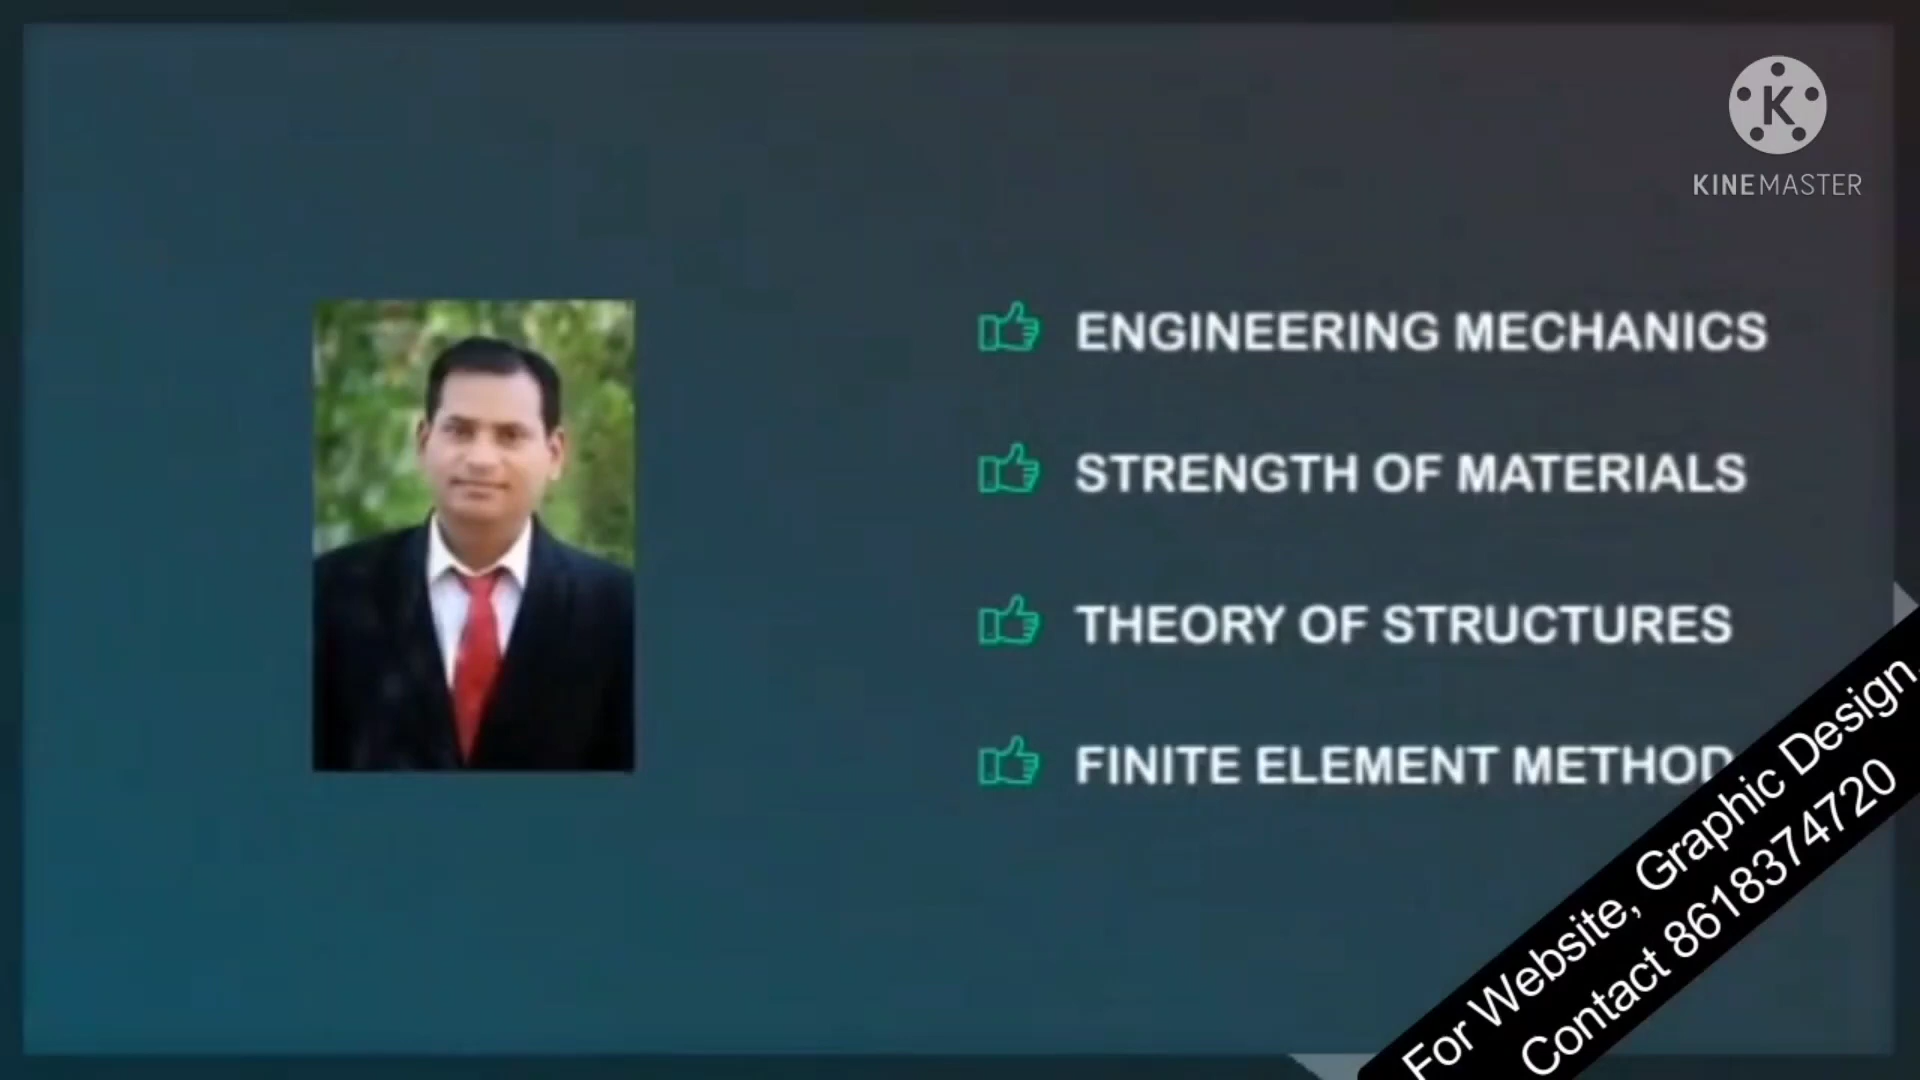 K
KINEMASTER
ENGINEERING MECHANICS
STRENGTH OF MATERIALS
THEORY OF STRUCTURES
FINITE ELEMENT METHOD
For Website, Graphic Design,
Contact 8618374720